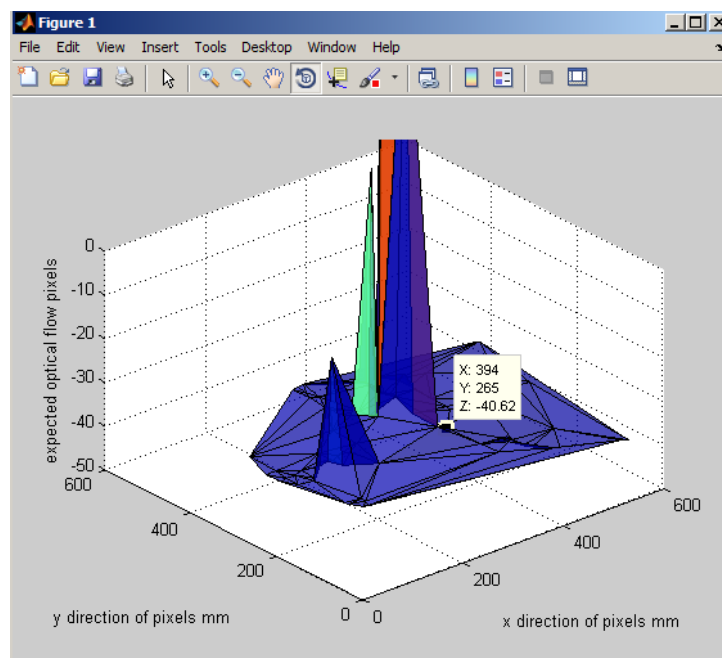 Figure 1
File Edit View Insert Tools Desktop Window Help
0
-10
-20
-30
-40
-50
expected optical flow pixels
X: 394
Y: 265
Z: -40.62
600
400
200
0
y direction of pixels mm
0
200
400
600
x direction of pixels mm